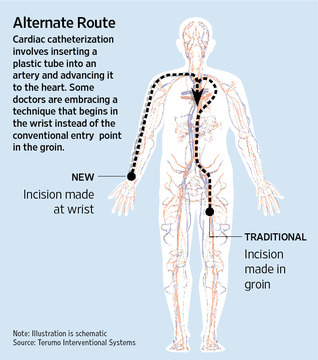 Alternate Route
Cardiac catheterization
involves inserting a
plastic tube into an
artery and advancing it
to the heart. Some
doctors are embracing a
technique that begins in
the wrist instead of the
conventional entry point
in the groin.
NEW
Incision made
at wrist
TRADITIONAL
Incision
made in
groin
Note: Illustration is schematic
Source: Terumo Interventional Systems